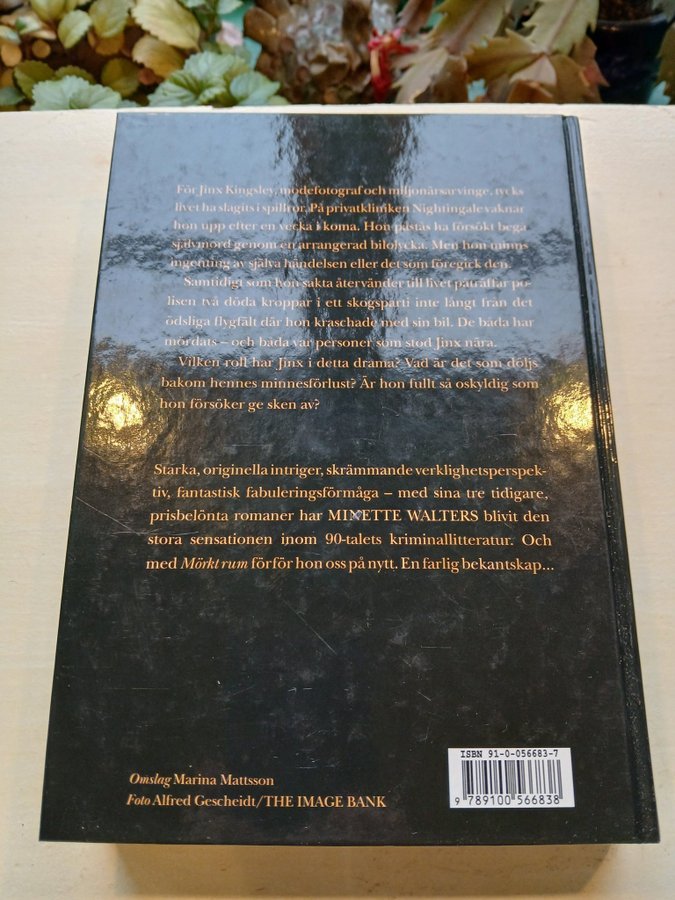 För Jinx Kingsley, modefotograf och miljonärsarvinge, tycks
livet ha slagits i spillror. På privatkliniken Nightingale vaknar
hon upp efter en vecka i koma. Hon påstås ha försökt begå
självmord genom en arrangerad bilolycka. Men hon minns
ingenting av själva händelsen eller det som föregick den.
Samtidigt som hon sakta återvänder till livet påträffar po-
lisen två döda kroppar i ett skogsparti inte långt från det
ödsliga flygfält där hon kraschade med sin bil. De båda har
mördats – och båda var personer som stod Jinx nära.
Vilken roll har Jinx i detta drama? Vad är det som döljs
bakom hennes minnesförlust? Är hon fullt så oskyldig som
hon försöker ge sken av?
Starka, originella intriger, skrämmande verklighetsperspek-
tiv, fantastisk fabuleringsförmåga – med sina tre tidigare,
prisbelönta romaner har MINETTE WALTERS blivit den
stora sensationen inom 90-talets kriminallitteratur. Och
med Mörkt rum förför hon oss på nytt. En farlig bekantskap...
ISBN 91-0-056683-7
9 789100 566838
Omslag Marina Mattsson
Foto Alfred Gescheidt/THE IMAGE BANK